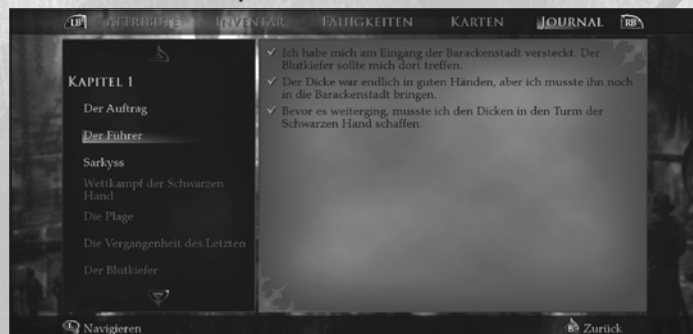 LB ATTRIBUTE INVENTAR FÄHIGKEITEN KARTEN JOURNAL RB
KAPITEL 1
Der Auftrag
Der Führer
Sarkyss
Wettkampf der Schwarzen
Hand
Die Plage
Die Vergangenheit des Letzten
Der Blutkiefer
✓ Ich habe mich am Eingang der Barackenstadt versteckt. Der
Blutkiefer sollte mich dort treffen.
✓ Der Dicke war endlich in guten Händen, aber ich musste ihn noch
in die Barackenstadt bringen.
✓ Bevor es weiterging, musste ich den Dicken in den Turm der
Schwarzen Hand schaffen.
L Navigieren
B Zurück